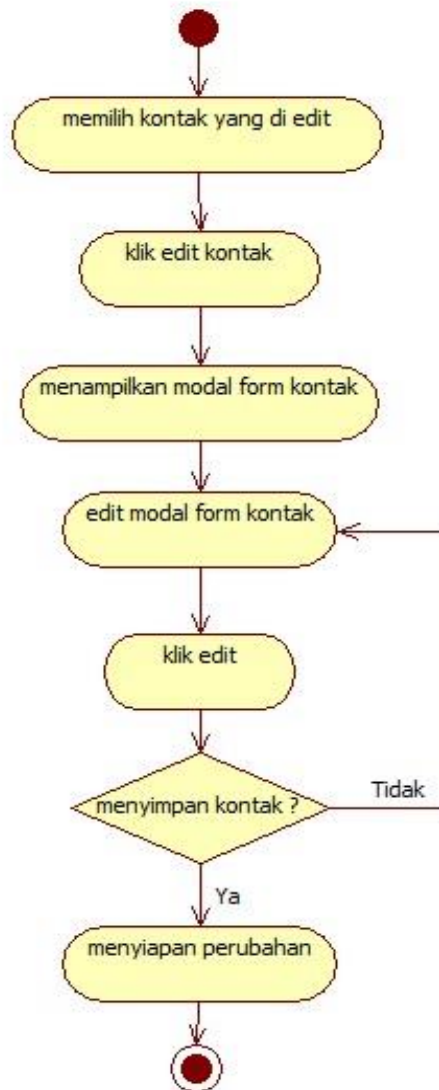 memilih kontak yang di edit
klik edit kontak
menampilkan modal form kontak
edit modal form kontak
klik edit
menyimpan kontak ?
Tidak
Ya
menyiapan perubahan